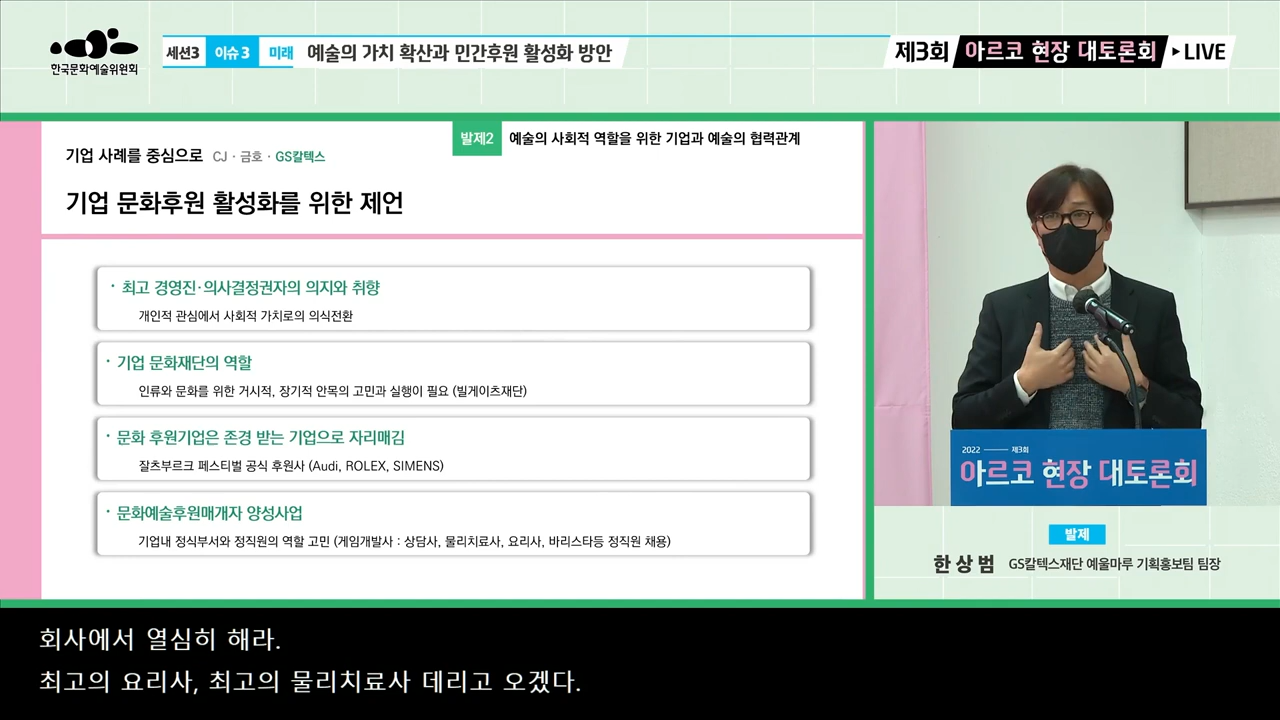 한국문화예술위원회
세션3 이슈 3 미래 예술의 가치 확산과 민간후원 활성화 방안
제3회 아르코 현장 대토론회 ▸LIVE
발제2 예술의 사회적 역할을 위한 기업과 예술의 협력관계
기업 사례를 중심으로 CJ · 금호 · GS칼텍스
기업 문화후원 활성화를 위한 제언
· 최고 경영진·의사결정권자의 의지와 취향
개인적 관심에서 사회적 가치로의 의식전환
· 기업 문화재단의 역할
인류와 문화를 위한 거시적, 장기적 안목의 고민과 실행이 필요 (빌게이츠재단)
· 문화 후원기업은 존경 받는 기업으로 자리매김
잘츠부르크 페스티벌 공식 후원사 (Audi, ROLEX, SIMENS)
· 문화예술후원매개자 양성사업
기업내 정식부서와 정직원의 역할 고민 (게임개발사 : 상담사, 물리치료사, 요리사, 바리스타등 정직원 채용)
2022 제3회
아르코 현장 대토론회
발제
한상범 GS칼텍스재단 예울마루 기획홍보팀 팀장
회사에서 열심히 해라.
최고의 요리사, 최고의 물리치료사 데리고 오겠다.